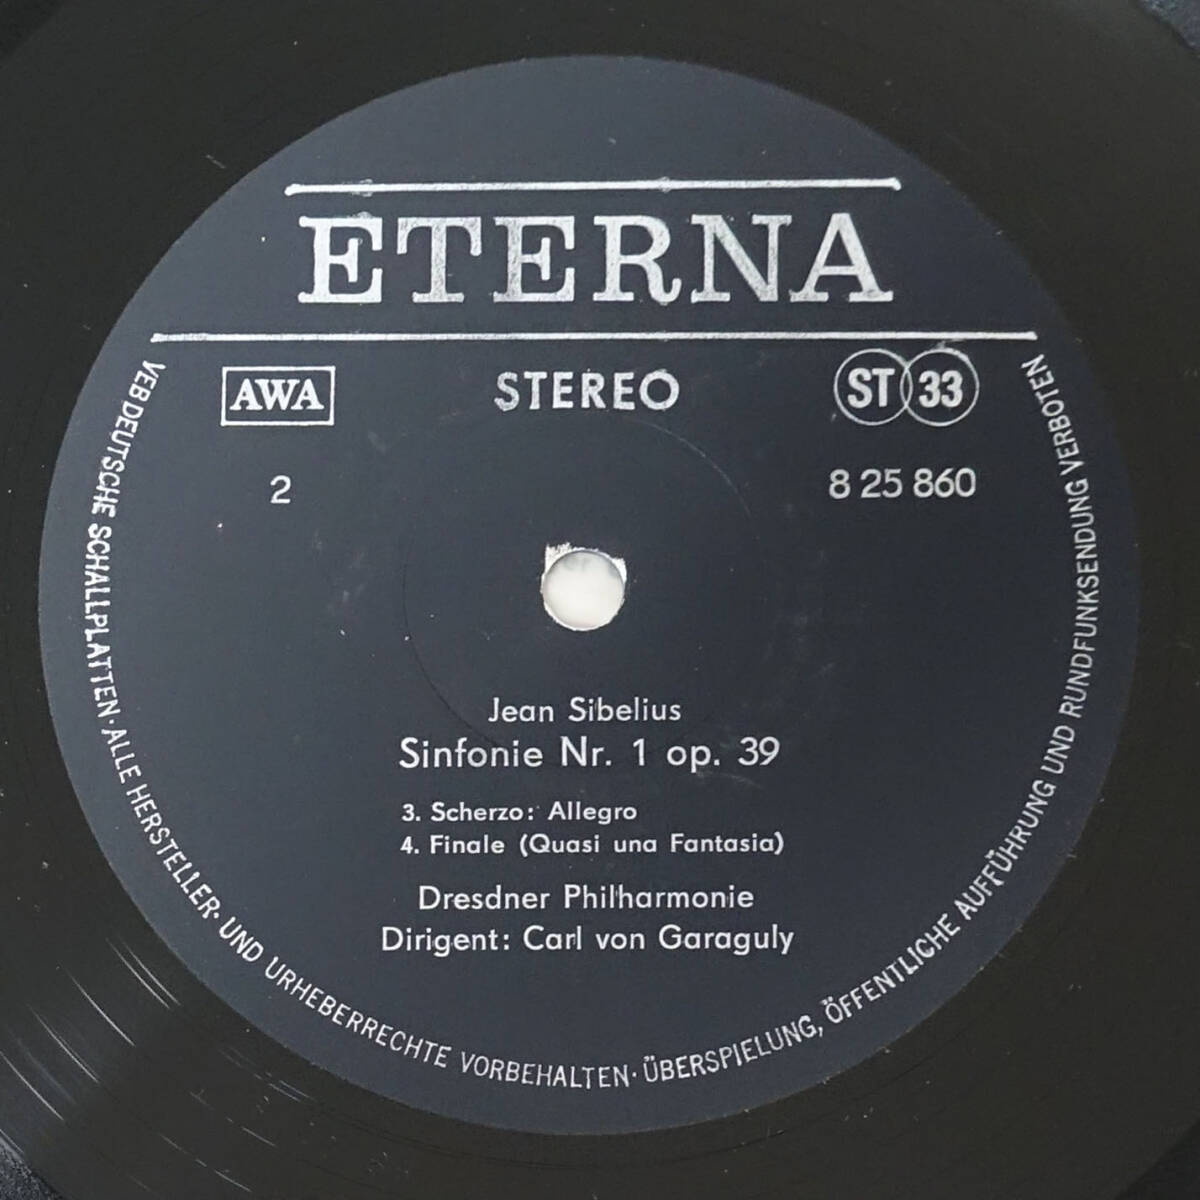 ETERNA
AWA
STEREO
ST 33
2
8 25 860
Jean Sibelius
Sinfonie Nr. 1 op. 39
3. Scherzo: Allegro
4. Finale (Quasi una Fantasia)
Dresdner Philharmonie
Dirigent: Carl von Garaguly
VEB DEUTSCHE SCHALLPLATTEN · ALLE HERSTELLER- UND URHEBERRECHTE VORBEHALTEN · ÜBERSPIELUNG, ÖFFENTLICHE AUFFÜHRUNG UND RUNDFUNKSENDUNG VERBOTEN